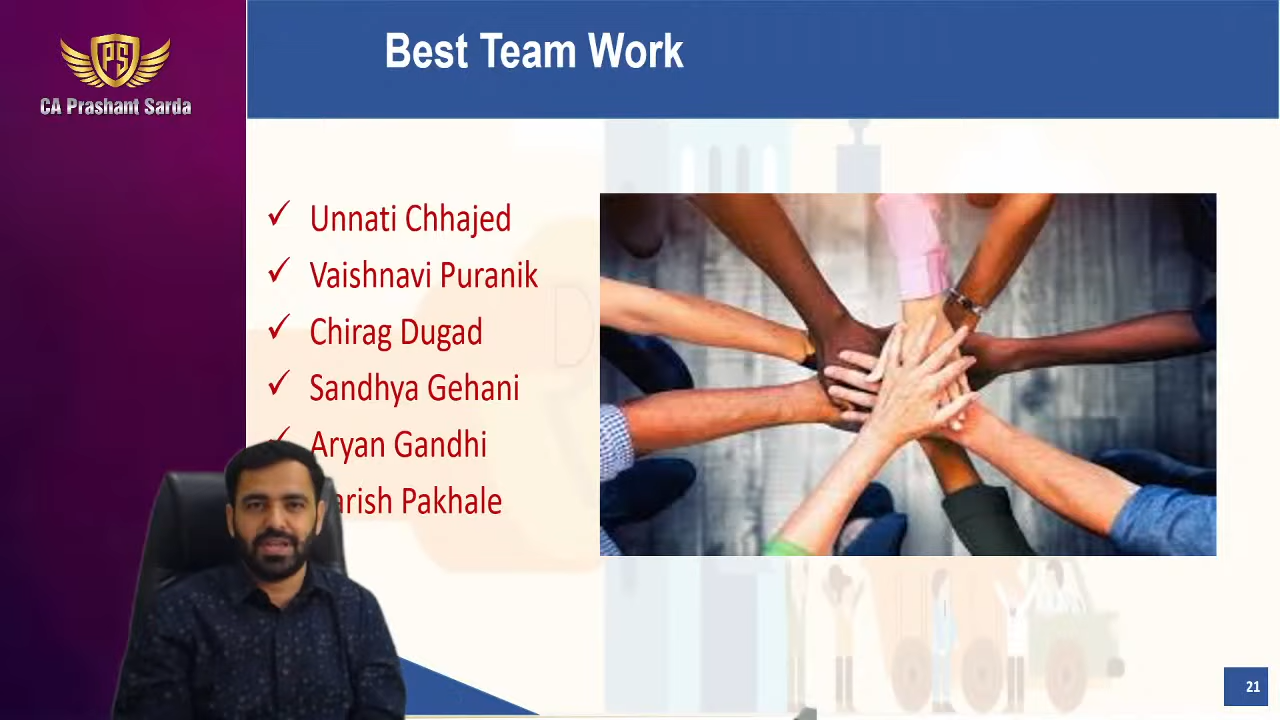 PS
CA Prashant Sarda
Best Team Work
✓ Unnati Chhajed
✓ Vaishnavi Puranik
✓ Chirag Dugad
✓ Sandhya Gehani
✓ Aryan Gandhi
Pakhale
21